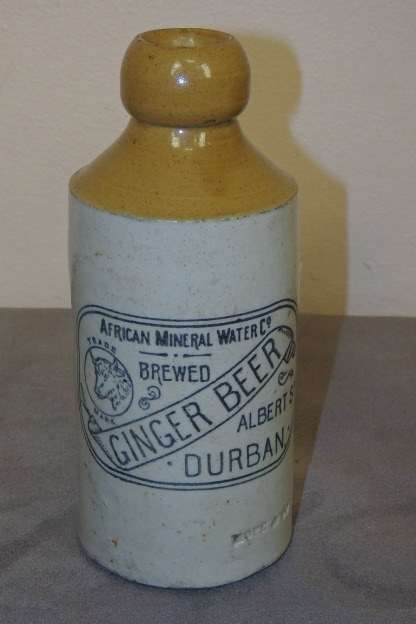 AFRICAN MINERAL WATER Co
TRADE
MARK
BREWED
GINGER BEER
ALBERT ST
DURBAN